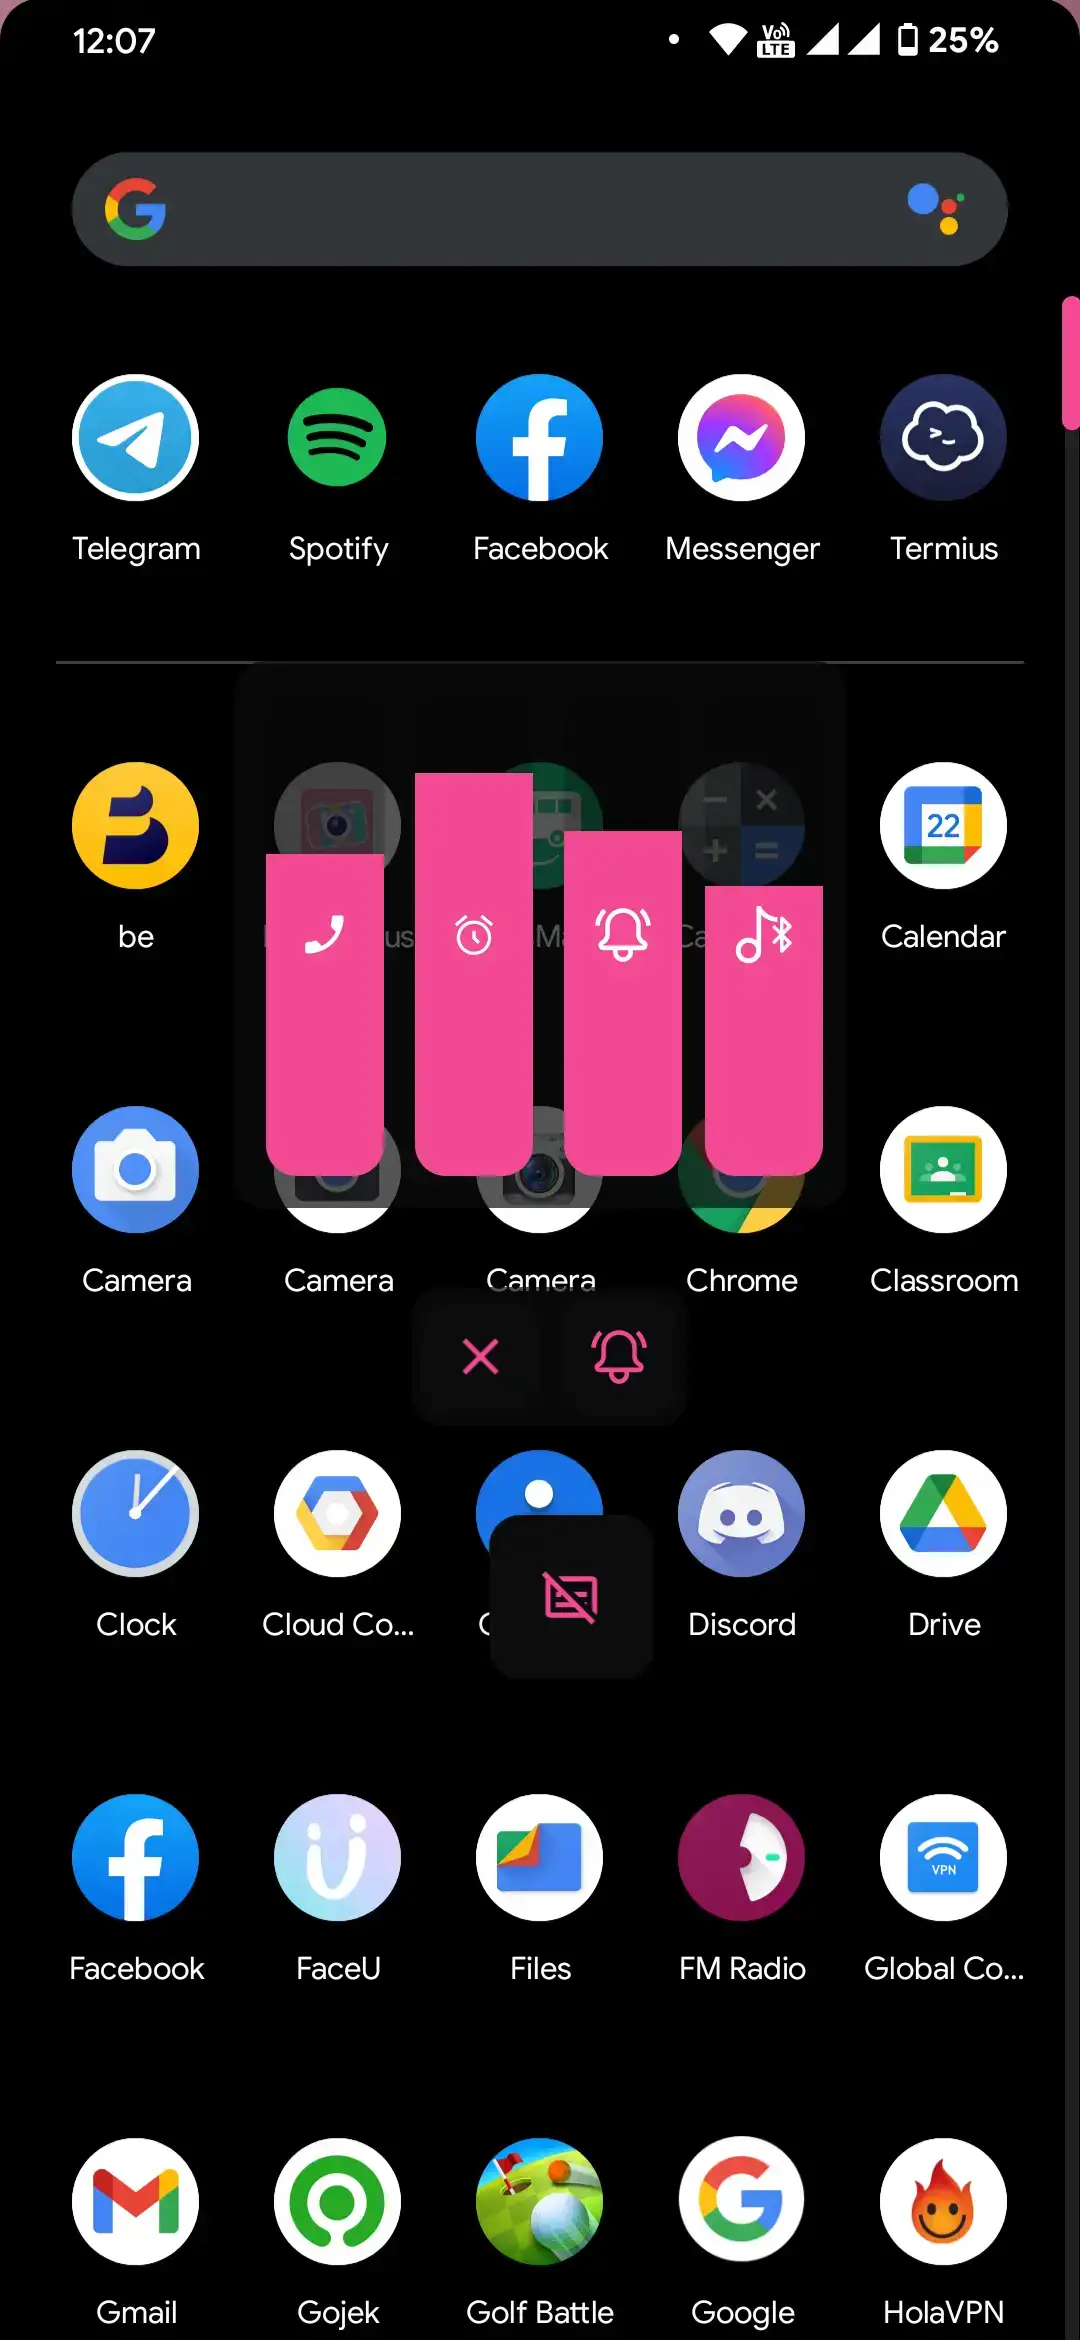 12:07
Vo)) LTE
25%
Telegram
Spotify
Facebook
Messenger
Termius
22
be
us
Ma
Ca
Calendar
Camera
Camera
Camera
Chrome
Classroom
Clock
Cloud Co...
Discord
Drive
VPN
Facebook
FaceU
Files
FM Radio
Global Co...
Gmail
Gojek
Golf Battle
Google
HolaVPN